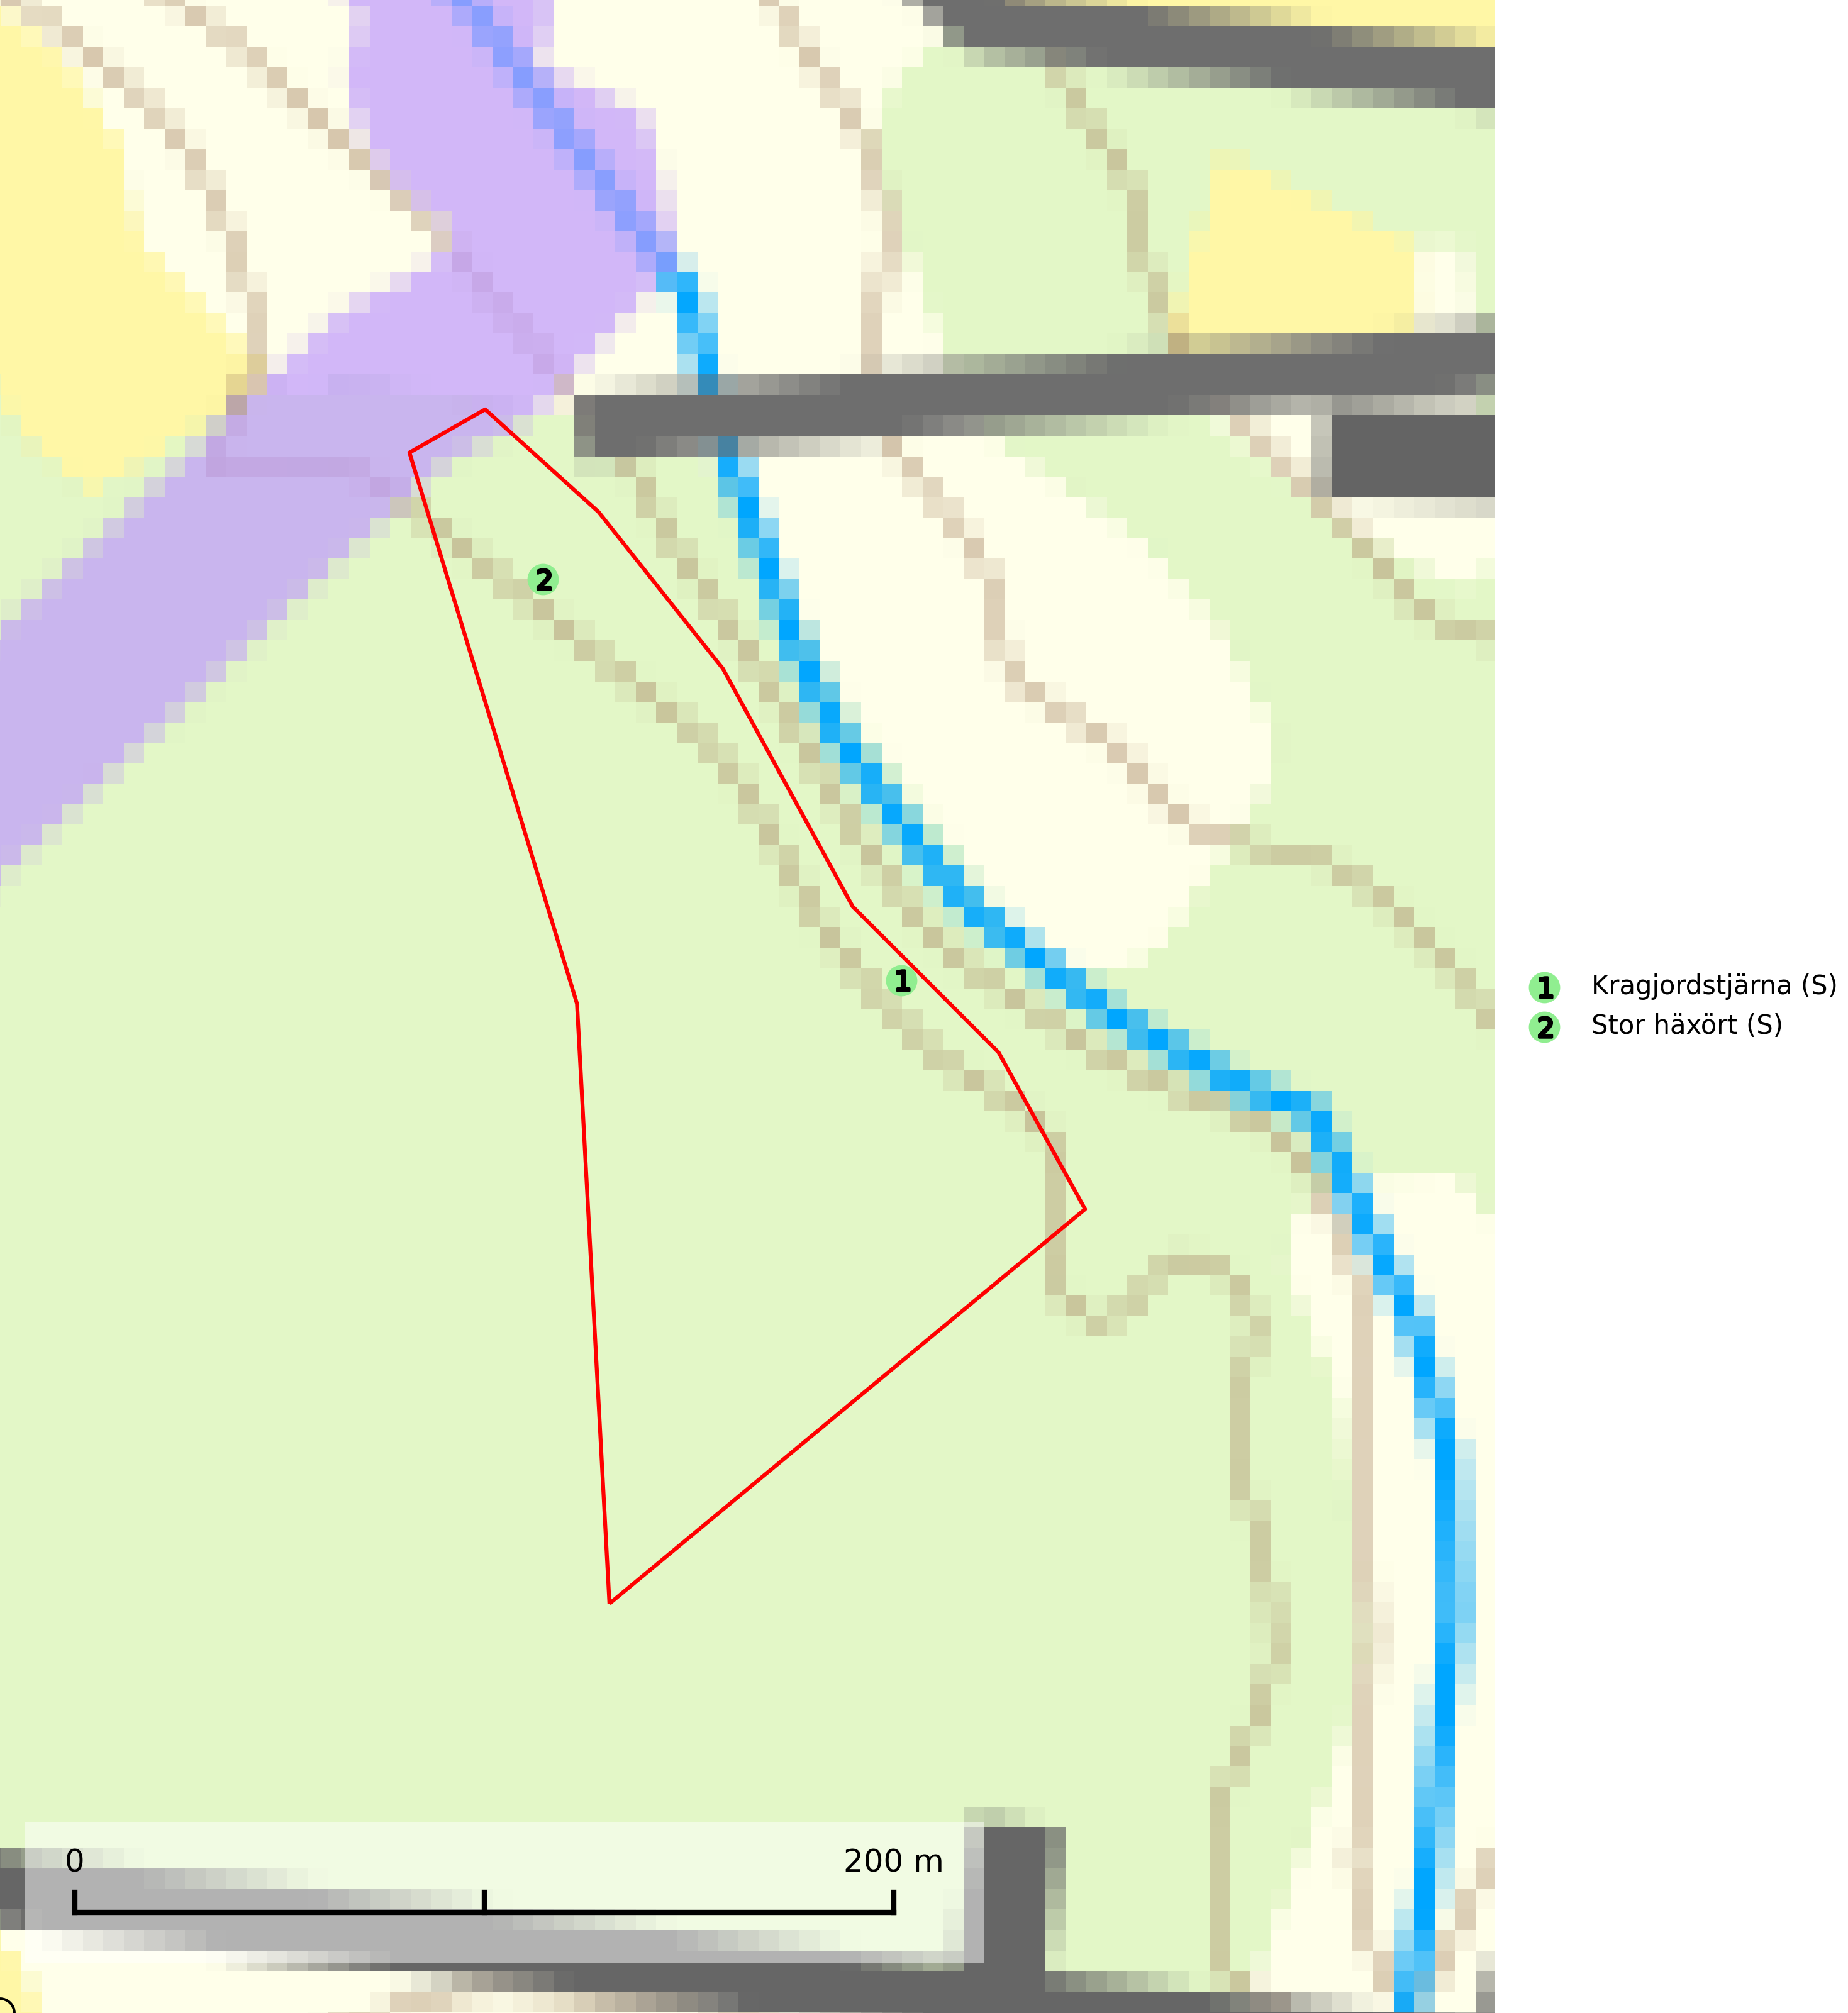 2
1
1 Kragjordstjärna (S)
2 Stor häxört (S)
0 200 m